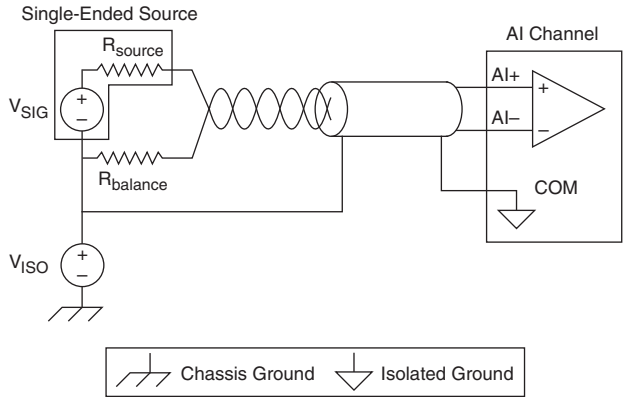 Single-Ended Source
AI Channel
Rsource
AI+
+
+
VSIG
–
AI–
–
Rbalance
COM
VISO
+
–
Chassis Ground
Isolated Ground